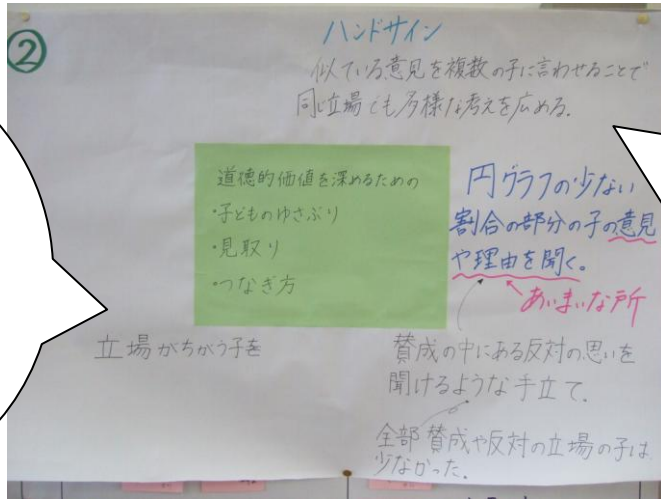 ②
ハンドサイン
似ている意見を複数の子に言わせることで
同じ立場でも多様な考えを広める。
道徳的価値を深めるための
・子どものゆさぶり
・見取り
・つなぎ方
円グラフの少ない
割合の部分の子の意見
や理由を聞く。
あいまいな所
立場がちがう子を
賛成の中にある反対の思いを
聞けるような手立て。
全部賛成や反対の立場の子は
少なかった。